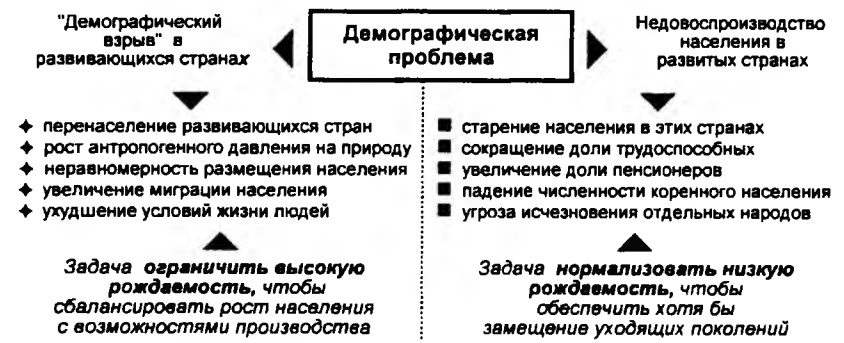 Демографическая
проблема
"Демографический
взрыв" в
развивающихся странах
перенаселение развивающихся стран
рост антропогенного давления на природу
неравномерность размещения населения
увеличение миграции населения
ухудшение условий жизни людей
Задача ограничить высокую
рождаемость, чтобы
сбалансировать рост населения
с возможностями производства
Недовоспроизводство
населения в
развитых странах
старение населения в этих странах
сокращение доли трудоспособных
увеличение доли пенсионеров
падение численности коренного населения
угроза исчезновения отдельных народов
Задача нормализовать низкую
рождаемость, чтобы
обеспечить хотя бы
замещение уходящих поколений